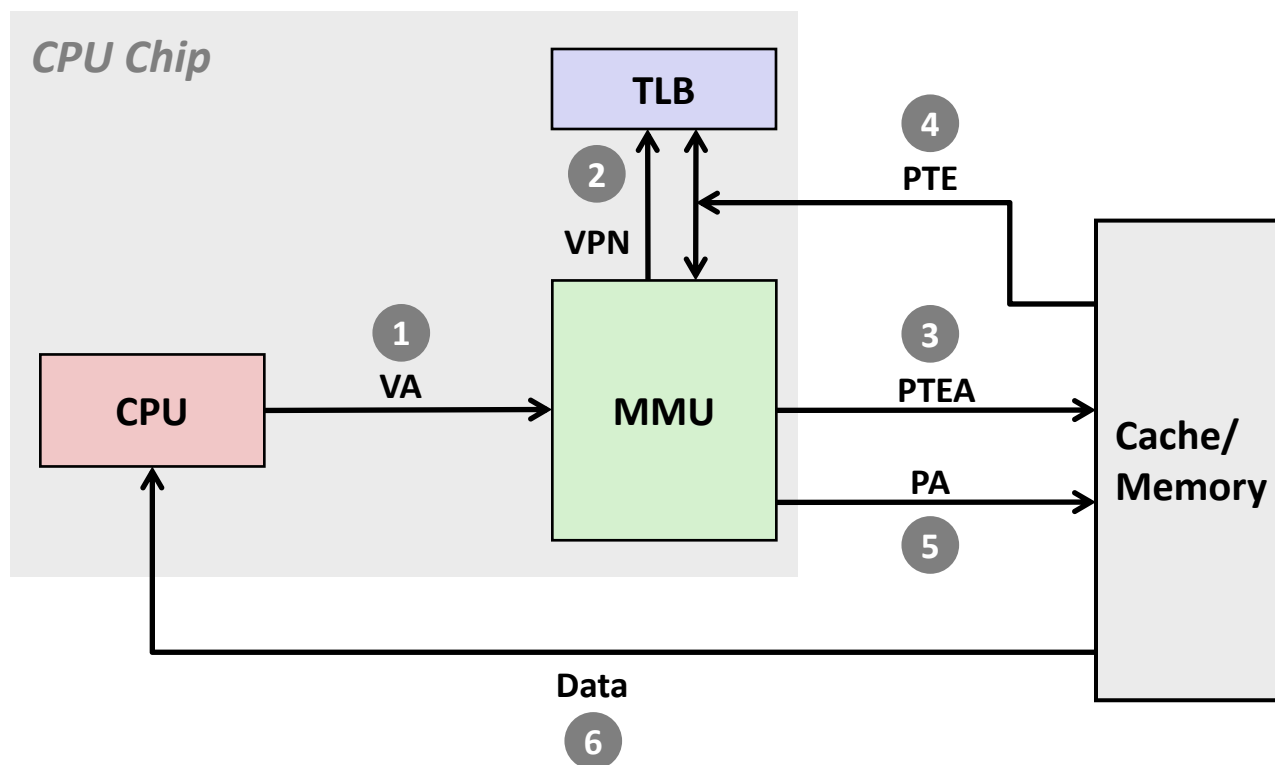 CPU Chip
TLB
4
2
PTE
VPN
1
3
VA
PTEA
CPU
MMU
Cache/
Memory
PA
5
Data
6